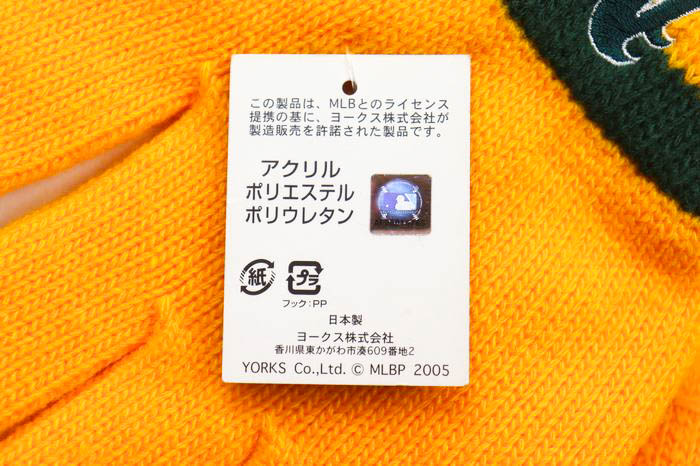 この製品は、MLBとのライセンス
提携の基に、ヨークス株式会社が
製造販売を許諾された製品です。
アクリル
ポリエステル
ポリウレタン
紙
プラ
フック:PP
日本製
ヨークス株式会社
香川県東かがわ市湊609番地2
YORKS Co.,Ltd. © MLBP 2005